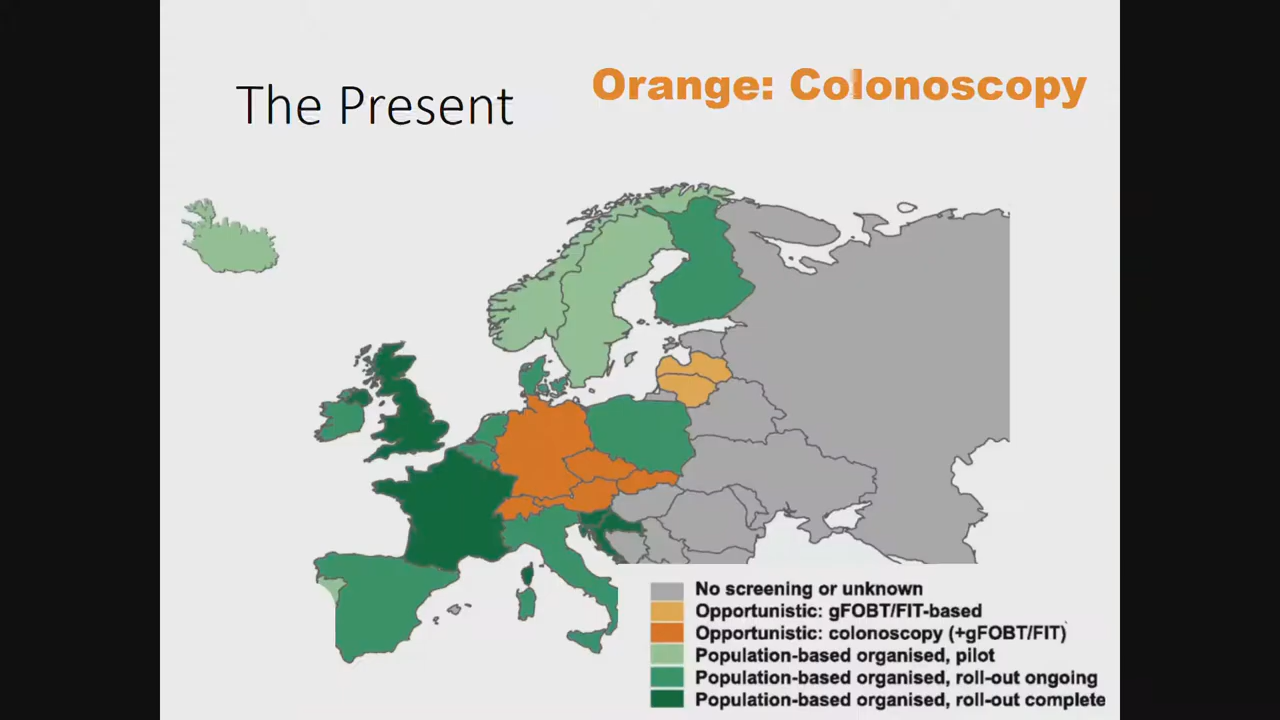 The Present
Orange: Colonoscopy
No screening or unknown
Opportunistic: gFOBT/FIT-based
Opportunistic: colonoscopy (+gFOBT/FIT)
Population-based organised, pilot
Population-based organised, roll-out ongoing
Population-based organised, roll-out complete